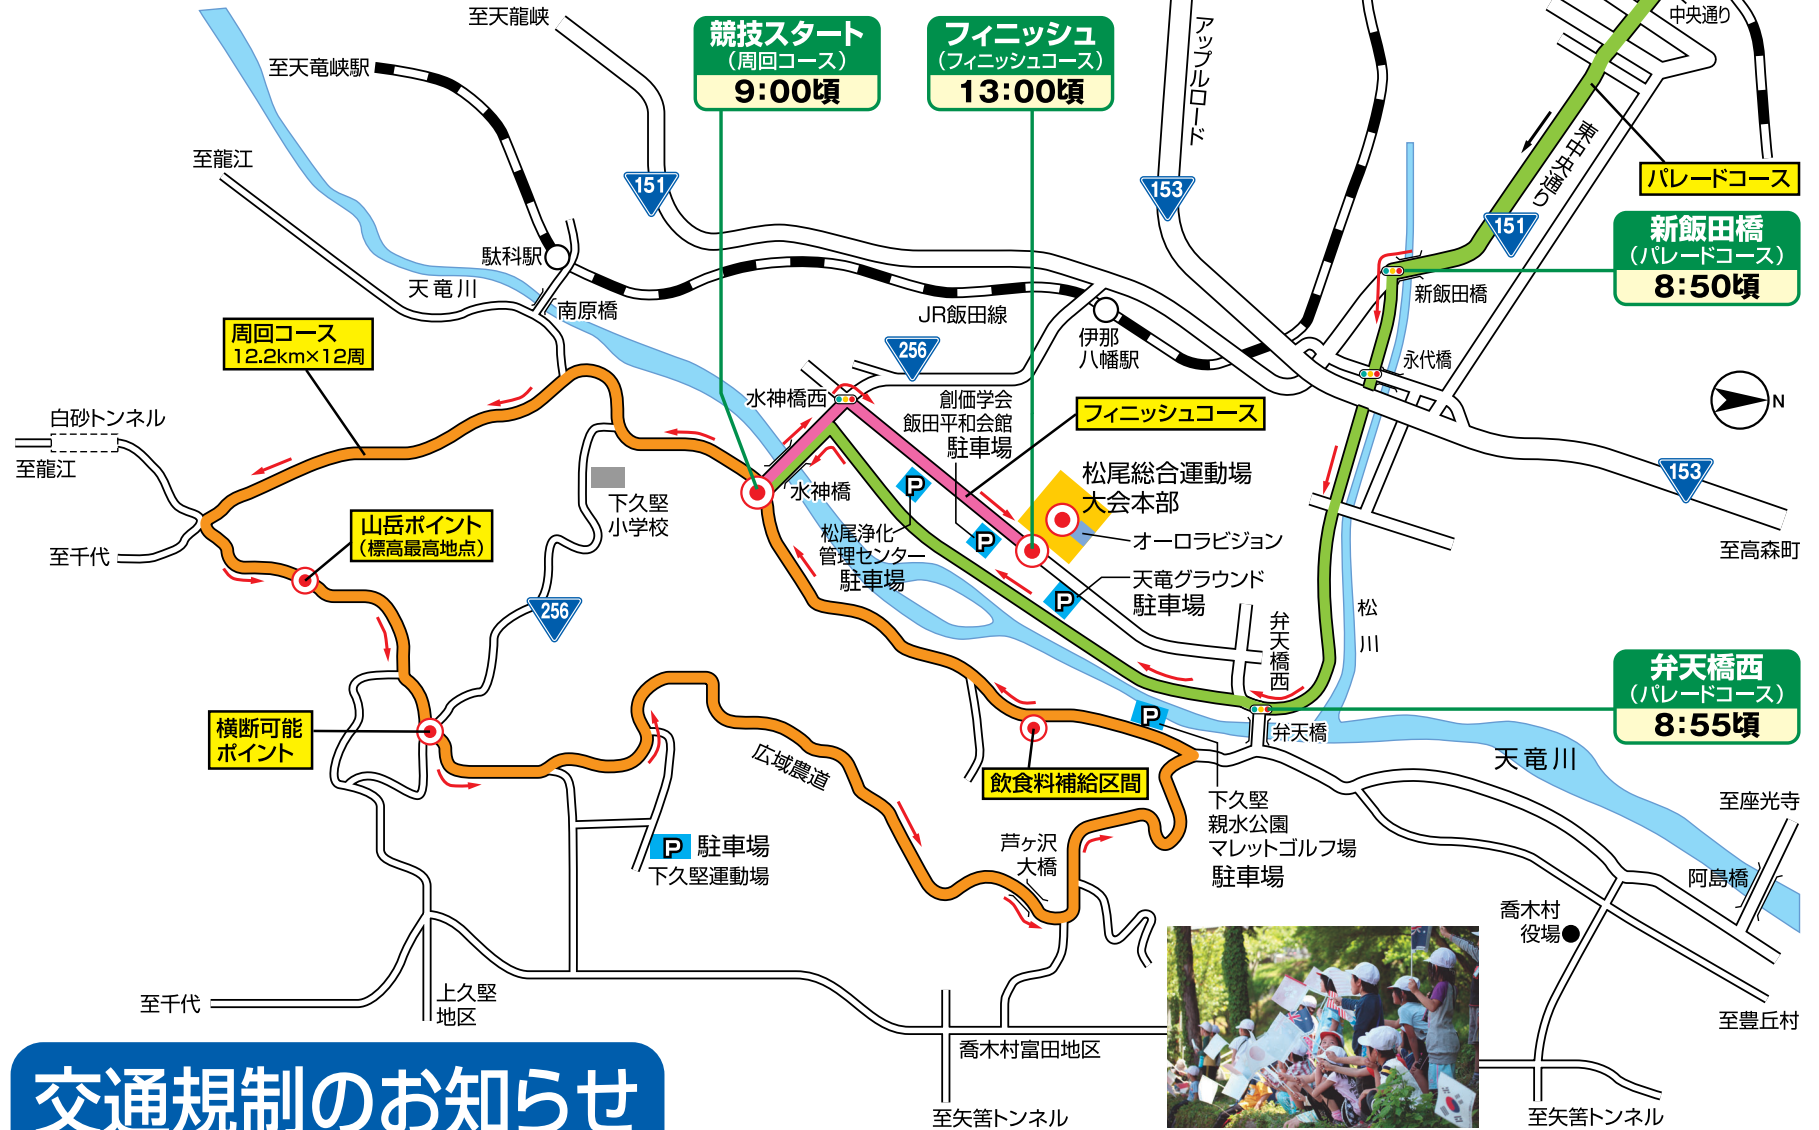 至天龍峡
中央通り
競技スタート
（周回コース）
9:00頃
フィニッシュ
（フィニッシュコース）
13:00頃
アップルロード
至天竜峡駅
東中央通り
至龍江
パレードコース
151
153
151
新飯田橋
（パレードコース）
8:50頃
駄科駅
天竜川
南原橋
JR飯田線
新飯田橋
伊那
八幡駅
永代橋
周回コース
12.2km×12周
256
水神橋西
創価学会
飯田平和会館
駐車場
フィニッシュコース
N
白砂トンネル
至龍江
松尾総合運動場
大会本部
153
P
水神橋
下久堅
小学校
山岳ポイント
（標高最高地点）
松尾浄化
管理センター
駐車場
P
オーロラビジョン
至高森町
至千代
天竜グラウンド
駐車場
P
256
松川
弁天橋西
弁天橋西
（パレードコース）
8:55頃
横断可能
ポイント
P
弁天橋
広域農道
天竜川
飲食料補給区間
下久堅
親水公園
マレットゴルフ場
駐車場
至座光寺
P 駐車場
下久堅運動場
芦ヶ沢
大橋
阿島橋
喬木村
役場
上久堅
地区
至千代
至豊丘村
喬木村富田地区
交通規制のお知らせ
至矢筈トンネル
至矢筈トンネル